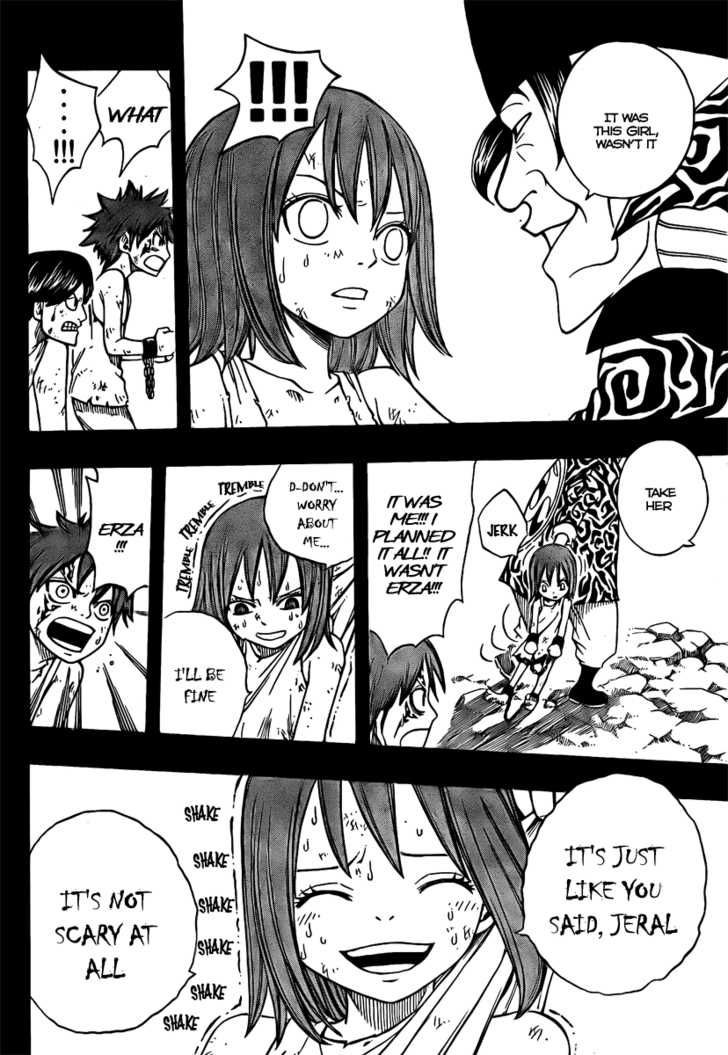 IT WAS
THIS GIRL,
WASN'T IT
!!!
WHAT
......
!!!
TAKE
HER
JERK
IT WAS
ME!!! I
PLANNED
IT ALL!! IT
WASN'T
ERZA!!!
D-DON'T...
WORRY
ABOUT
ME...
TREMBLE
TREMBLE
TREMBLE
I'LL BE
FINE
ERZA
!!!
IT'S JUST
LIKE YOU
SAID, JERAL
SHAKE
SHAKE
SHAKE
SHAKE
SHAKE
SHAKE
IT'S NOT
SCARY AT
ALL